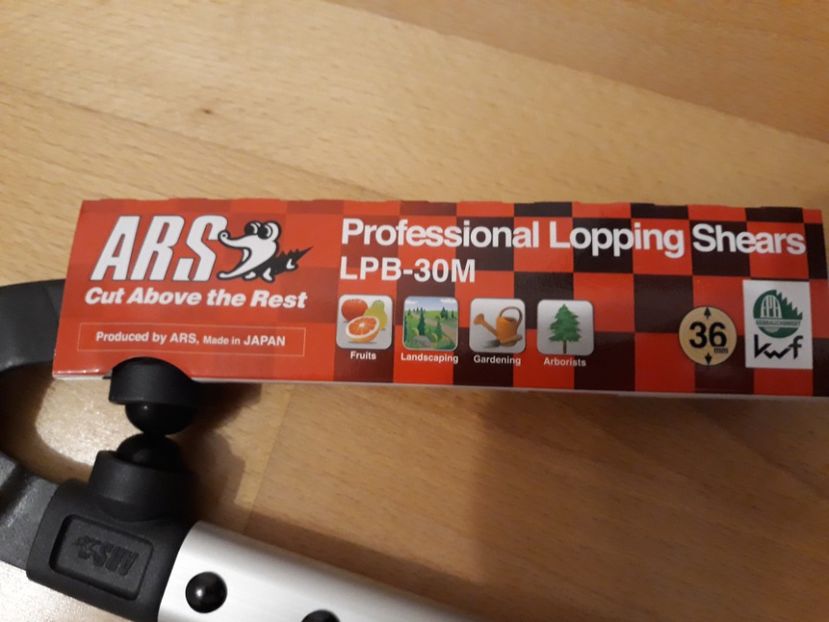 ARS
Cut Above the Rest
Produced by ARS, Made in JAPAN
Professional Lopping Shears
LPB-30M
Fruits
Landscaping
Gardening
Arborists
36
mm
kwf
ARS